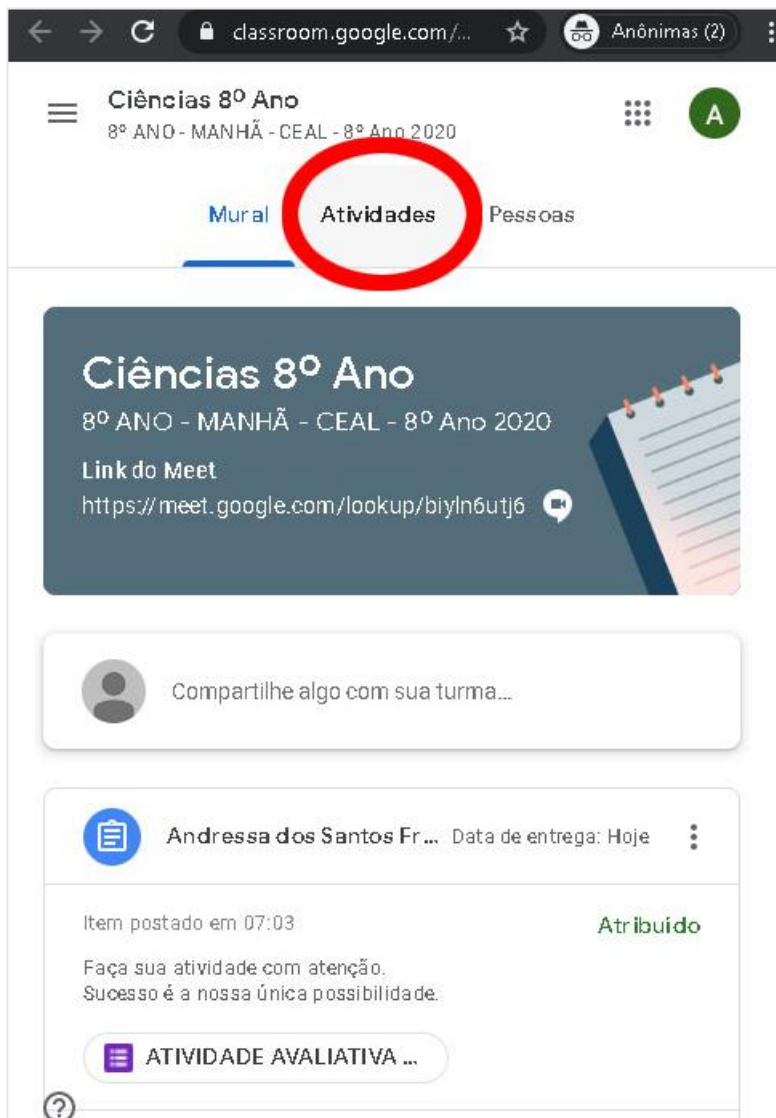 classroom.google.com/... Anônimas (2)
Ciências 8º Ano
8º ANO - MANHÃ - CEAL - 8º Ano 2020
A
Mural Atividades Pessoas
Ciências 8º Ano
8º ANO - MANHÃ - CEAL - 8º Ano 2020
Link do Meet
https://meet.google.com/lookup/biyln6utj6
Compartilhe algo com sua turma...
Andressa dos Santos Fr... Data de entrega: Hoje
Item postado em 07:03 Atribuído
Faça sua atividade com atenção.
Sucesso é a nossa única possibilidade.
ATIVIDADE AVALIATIVA ...
?